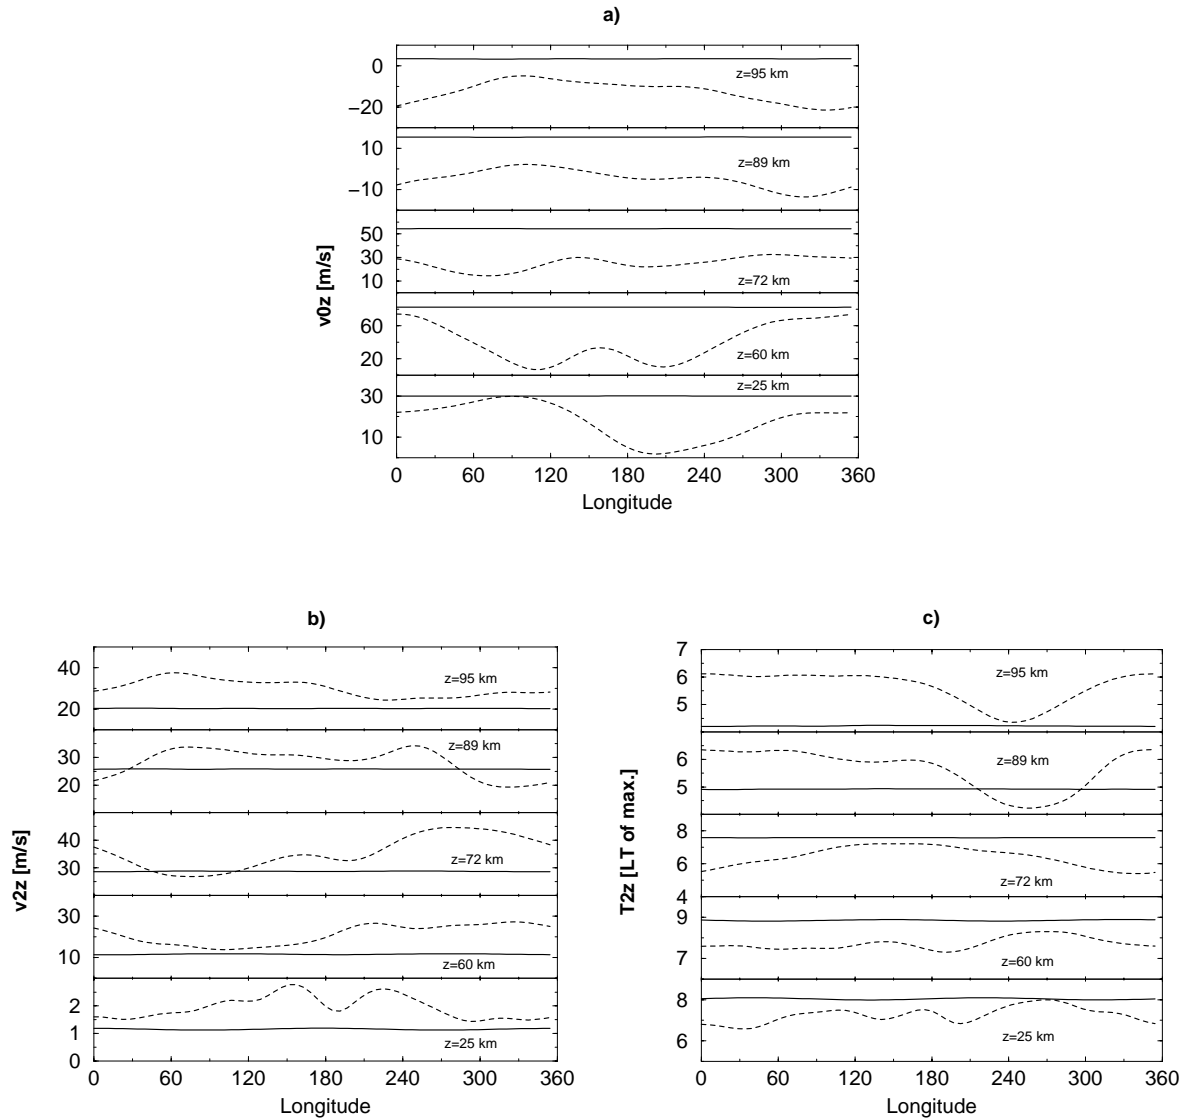 a)
v0z [m/s]
0
−20
z=95 km
10
−10
z=89 km
50
30
10
z=72 km
60
20
z=60 km
30
10
z=25 km
0 60 120 180 240 300 360
Longitude
b)
v2z [m/s]
40
20
z=95 km
30
20
z=89 km
40
30
z=72 km
30
10
z=60 km
2
1
0
z=25 km
0 60 120 180 240 300 360
Longitude
c)
T2z [LT of max.]
7
6
5
z=95 km
6
5
z=89 km
8
6
4
z=72 km
9
7
z=60 km
8
6
5
z=25 km
0 60 120 180 240 300 360
Longitude